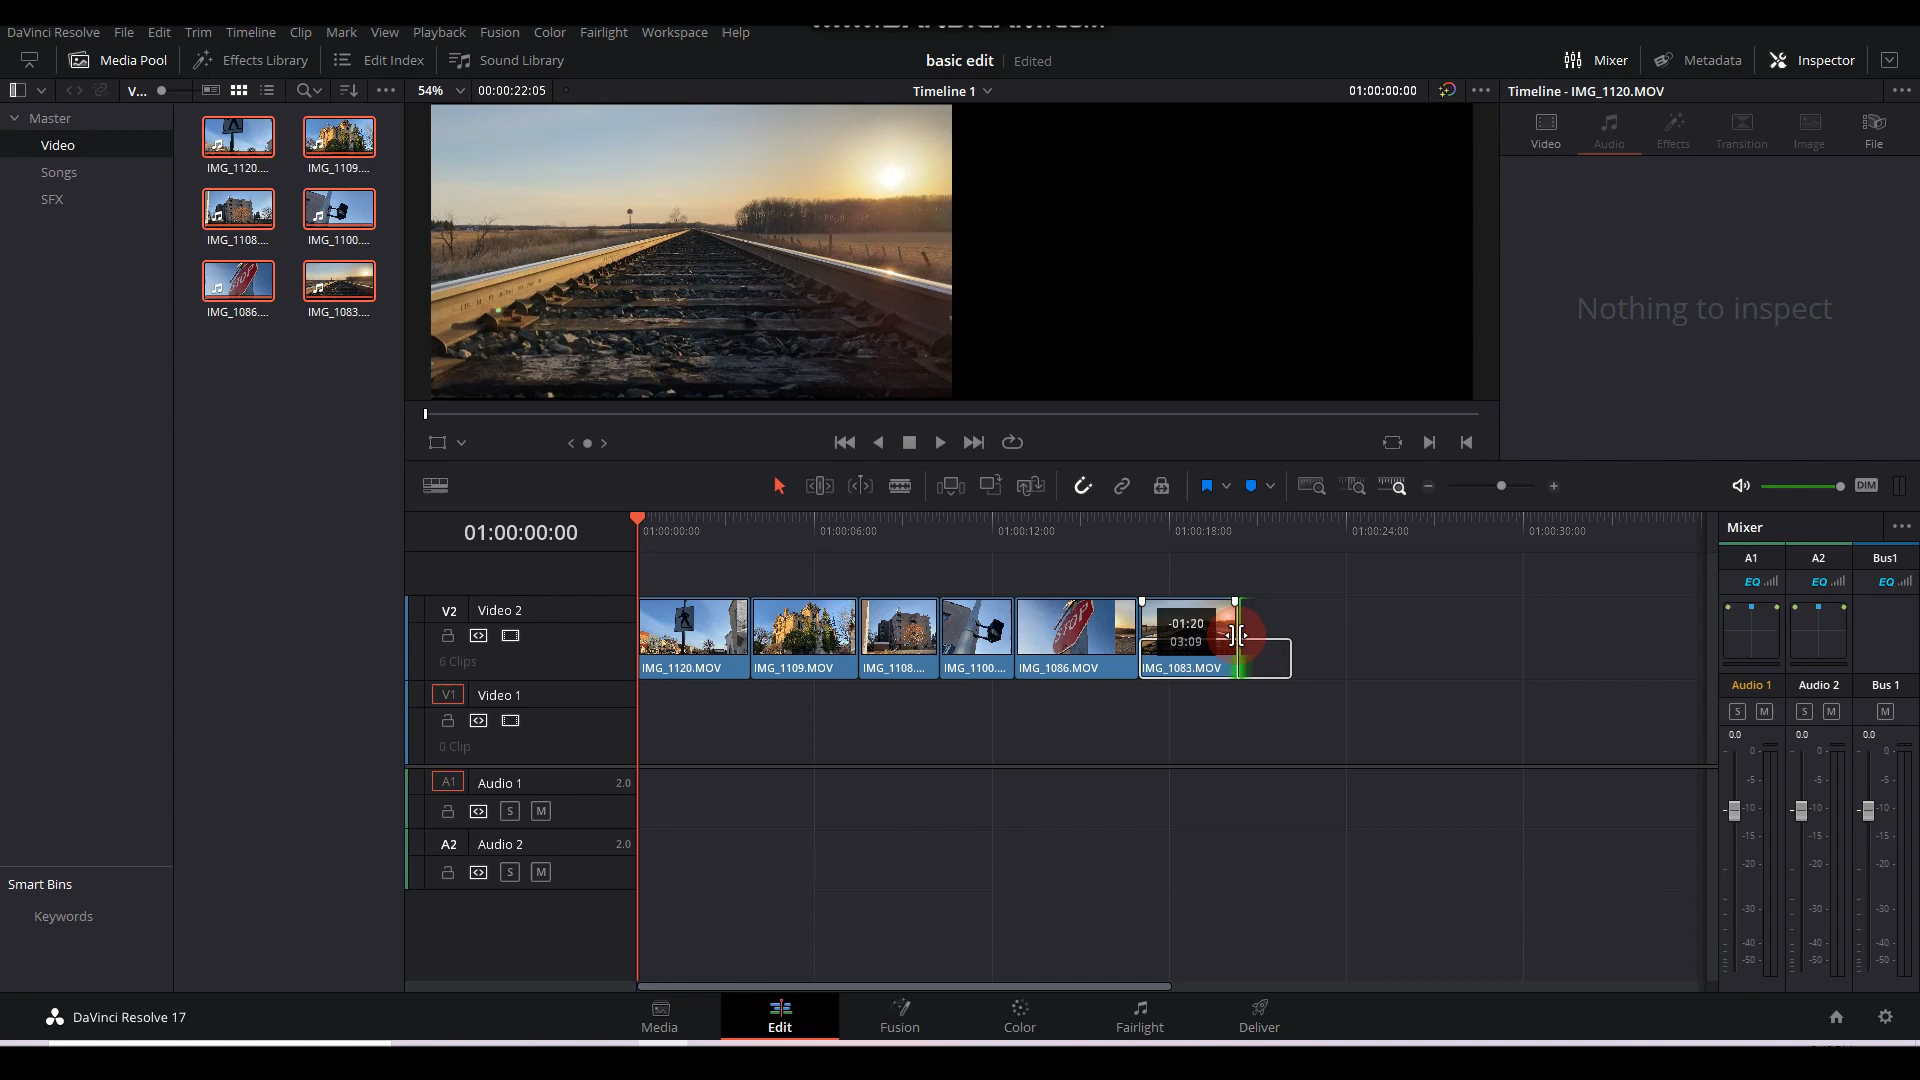 DaVinci Resolve File Edit Trim Timeline Clip Mark View Playback Fusion Color Fairlight Workspace Help
Media Pool Effects Library Edit Index Sound Library basic edit Edited Mixer Metadata Inspector
V... 54% 00:00:22:05 Timeline 1 01:00:00:00 Timeline - IMG_1120.MOV
Master
Video
Songs
SFX
IMG_1120.... IMG_1109....
IMG_1108.... IMG_1100....
IMG_1086.... IMG_1083....
Video Audio Effects Transition Image File
Nothing to inspect
DIM
01:00:00:00
01:00:00:00 01:00:06:00 01:00:12:00 01:00:18:00 01:00:24:00 01:00:30:00
V2 Video 2
6 Clips
-01:20
03:09
IMG_1120.MOV IMG_1109.MOV IMG_1108.... IMG_1100.... IMG_1086.MOV IMG_1083.MOV
V1 Video 1
0 Clip
A1 Audio 1 2.0
S M
A2 Audio 2 2.0
S M
Mixer
A1 A2 Bus1
EQ EQ EQ
Audio 1 Audio 2 Bus 1
S M S M M
0.0 0.0 0.0
0- 0- 0-
-5- -5- -5-
-10- -10- -10-
-15- -15- -15-
-20- -20- -20-
-30- -30- -30-
-40- -40- -40-
-50- -50- -50-
Smart Bins
Keywords
DaVinci Resolve 17
Media Edit Fusion Color Fairlight Deliver